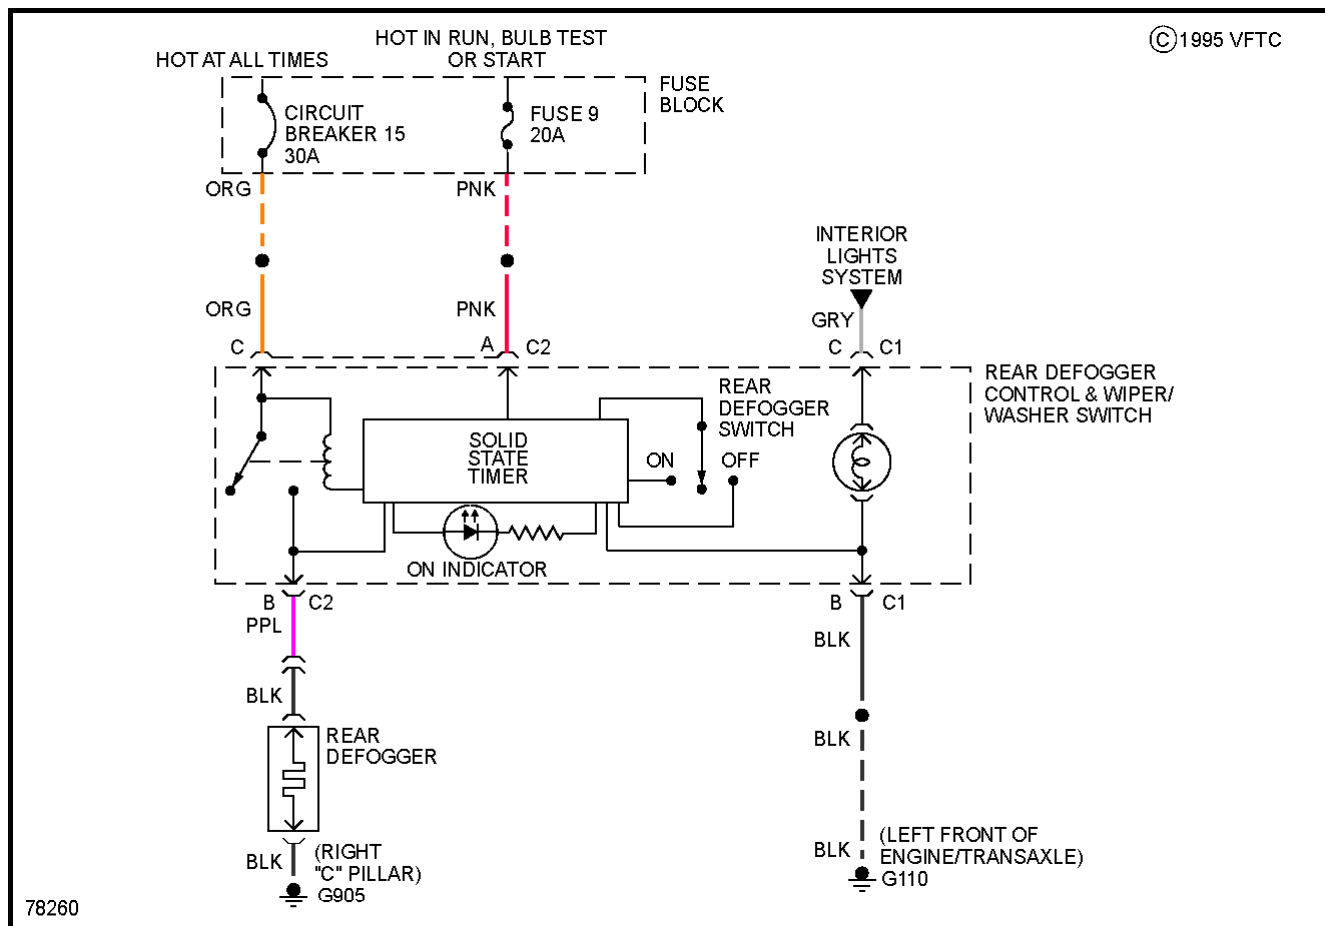 HOT AT ALL TIMES
HOT IN RUN, BULB TEST
OR START
© 1995 VFTC
CIRCUIT
BREAKER 15
30A
FUSE 9
20A
FUSE
BLOCK
ORG
PNK
INTERIOR
LIGHTS
SYSTEM
ORG
PNK
GRY
C
A
C2
C
C1
REAR DEFOGGER
CONTROL & WIPER/
WASHER SWITCH
REAR
DEFOGGER
SWITCH
SOLID
STATE
TIMER
ON
OFF
ON INDICATOR
B
C2
B
C1
PPL
BLK
BLK
REAR
DEFOGGER
BLK
BLK
(RIGHT
"C" PILLAR)
G905
BLK
(LEFT FRONT OF
ENGINE/TRANSAXLE)
G110
78260